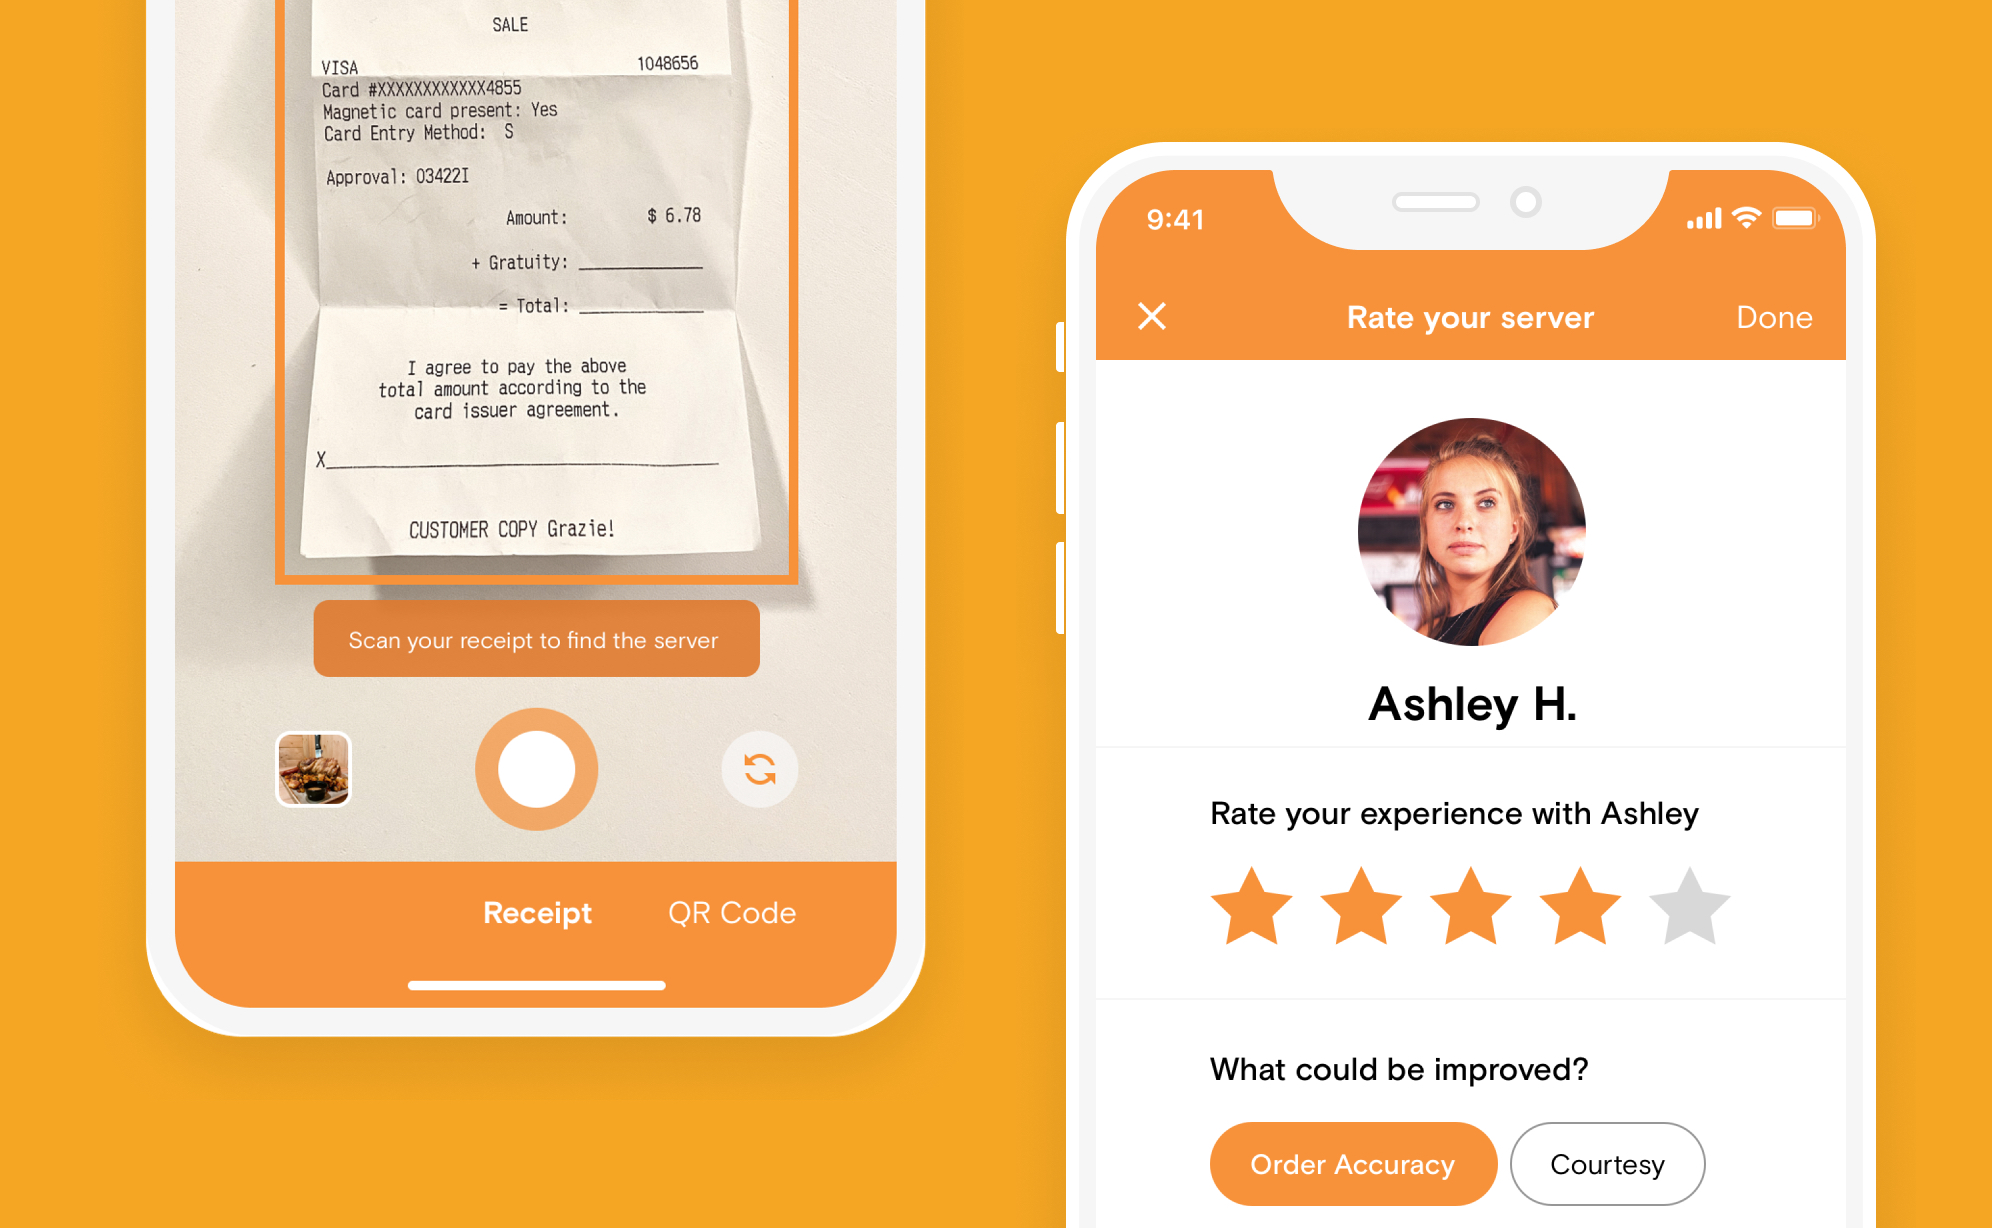 SALE
VISA 1048656
Card #XXXXXXXXXXXX4855
Magnetic card present: Yes
Card Entry Method: S
Approval: 03422I
Amount: $ 6.78
+ Gratuity:
= Total:
I agree to pay the above
total amount according to the
card issuer agreement.
X
CUSTOMER COPY Grazie!
Scan your receipt to find the server
Receipt QR Code
9:41
Rate your server Done
Ashley H.
Rate your experience with Ashley
What could be improved?
Order Accuracy Courtesy